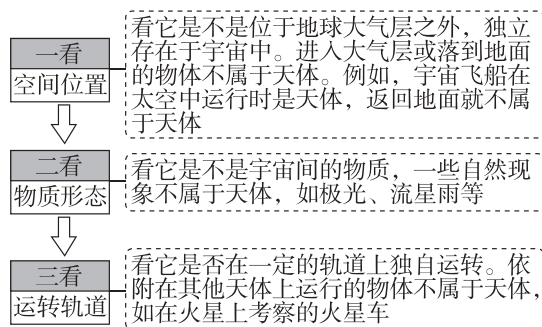 一看
空间位置
看它是不是位于地球大气层之外，独立
存在于宇宙中。进入大气层或落到地面
的物体不属于天体。例如，宇宙飞船在
太空中运行时是天体，返回地面就不属
于天体
二看
物质形态
看它是不是宇宙间的物质，一些自然现
象不属于天体，如极光、流星雨等
三看
运转轨道
看它是否在一定的轨道上独自运转。依
附在其他天体上运行的物体不属于天体，
如在火星上考察的火星车